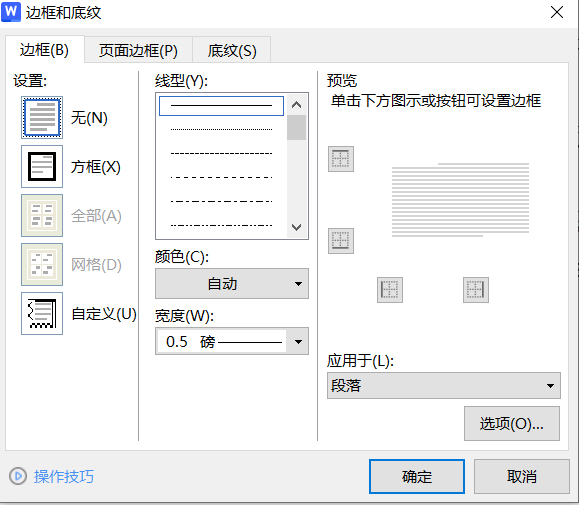 W 边框和底纹
边框(B) 页面边框(P) 底纹(S)
设置:
无(N)
方框(X)
全部(A)
网格(D)
自定义(U)
线型(Y):
颜色(C):
自动
宽度(W):
0.5 磅
预览
单击下方图示或按钮可设置边框
应用于(L):
段落
选项(O)...
操作技巧
确定
取消